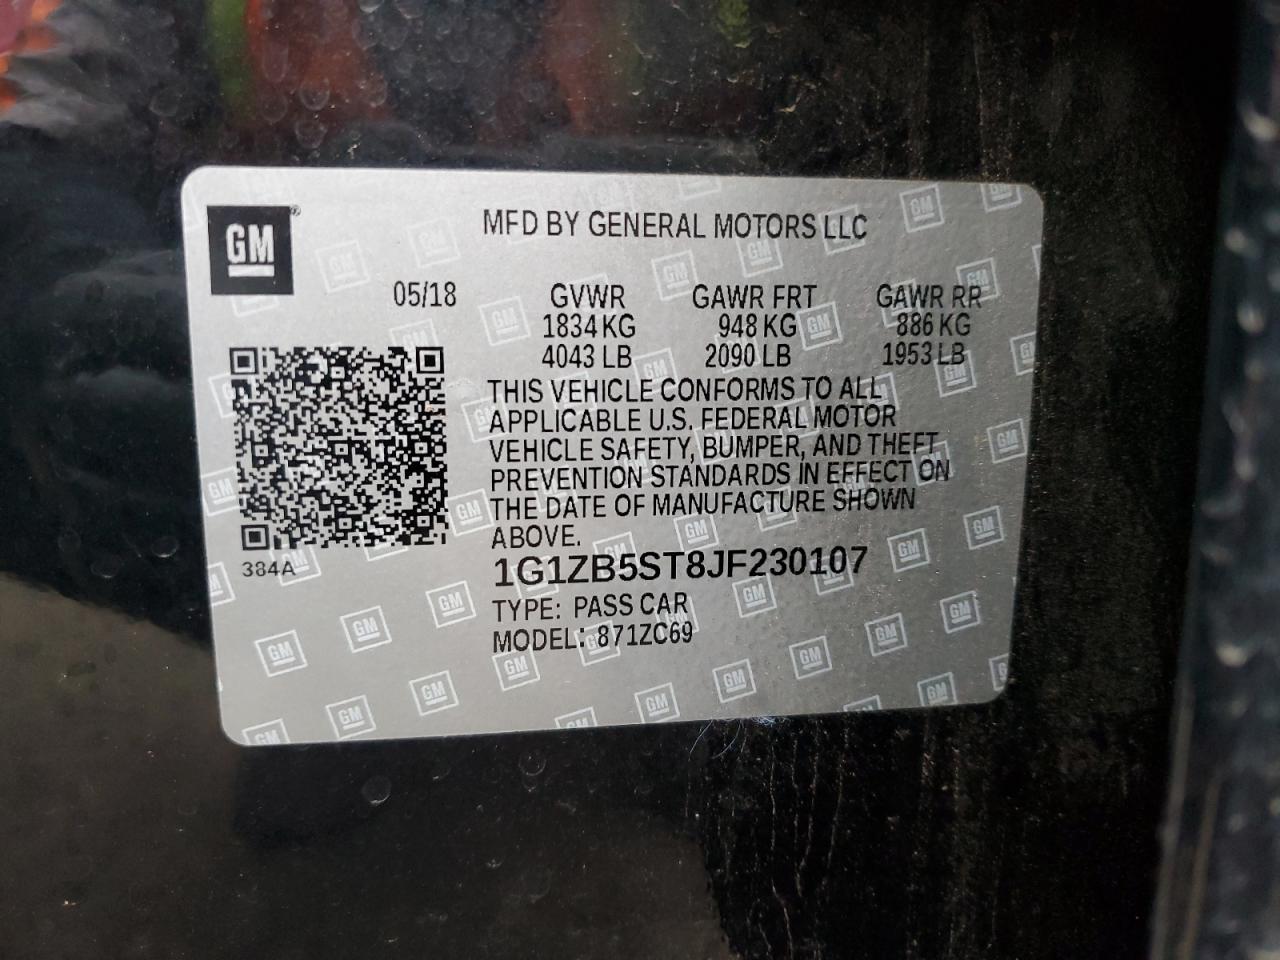 GM®
MFD BY GENERAL MOTORS LLC
05/18 GVWR GAWR FRT GAWR RR
1834 KG 948 KG 886 KG
4043 LB 2090 LB 1953 LB
THIS VEHICLE CONFORMS TO ALL
APPLICABLE U.S. FEDERAL MOTOR
VEHICLE SAFETY, BUMPER, AND THEFT
PREVENTION STANDARDS IN EFFECT ON
THE DATE OF MANUFACTURE SHOWN
ABOVE.
384A
1G1ZB5ST8JF230107
TYPE: PASS CAR
MODEL: 871ZC69